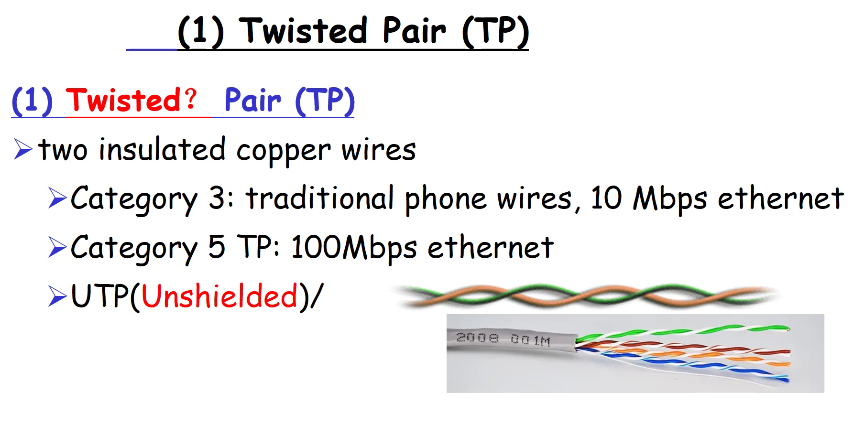 (1) Twisted Pair (TP)
(1) Twisted？ Pair (TP)
➢two insulated copper wires
➢Category 3: traditional phone wires, 10 Mbps ethernet
➢Category 5 TP: 100Mbps ethernet
➢UTP(Unshielded)/
2008 001M